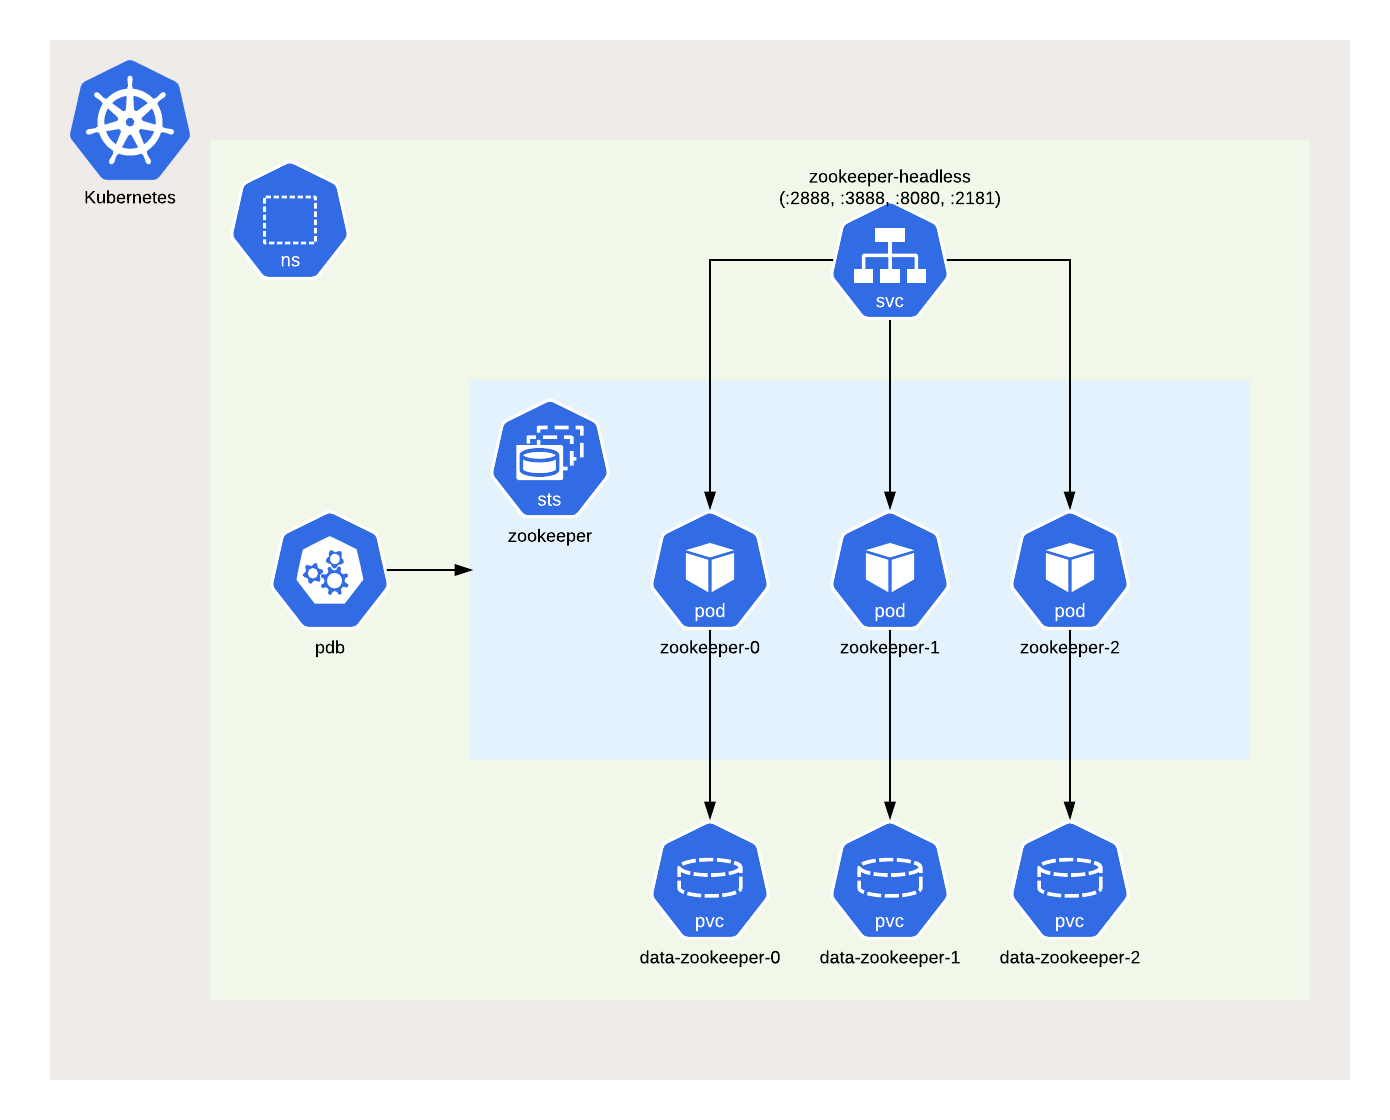 Kubernetes
ns
zookeeper-headless
(:2888, :3888, :8080, :2181)
svc
sts
zookeeper
pdb
pod
zookeeper-0
pod
zookeeper-1
pod
zookeeper-2
pvc
data-zookeeper-0
pvc
data-zookeeper-1
pvc
data-zookeeper-2